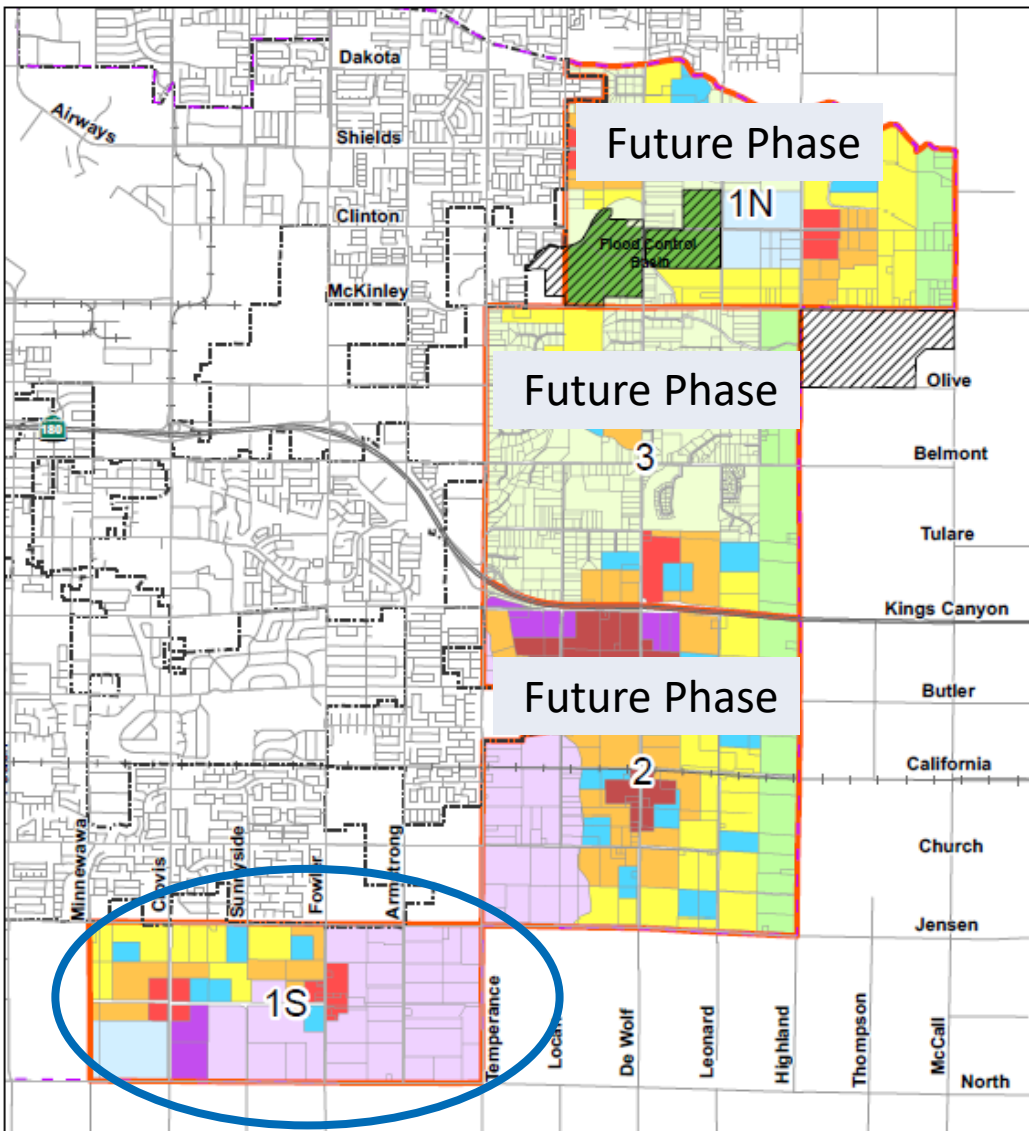 Dakota
Airways
Shields
Future Phase
1N
Clinton
Flood Control
Basin
McKinley
Future Phase
Olive
180
3
Belmont
Tulare
Kings Canyon
Future Phase
Butler
2
California
Church
Minnewawa
Clovis
Sunnyside
Fowler
Armstrong
Jensen
1S
Temperance
Locan
De Wolf
Leonard
Highland
Thompson
McCall
North